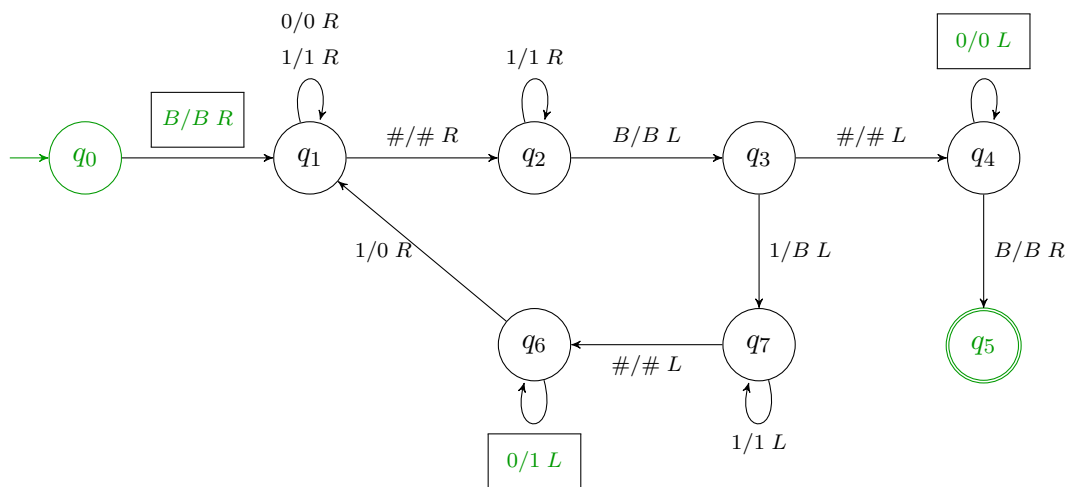 0/0 R
1/1 R
1/1 R
0/0 L
B/B R
q0
q1
#/# R
q2
B/B L
q3
#/# L
q4
1/0 R
1/B L
B/B R
q6
#/# L
q7
q5
0/1 L
1/1 L